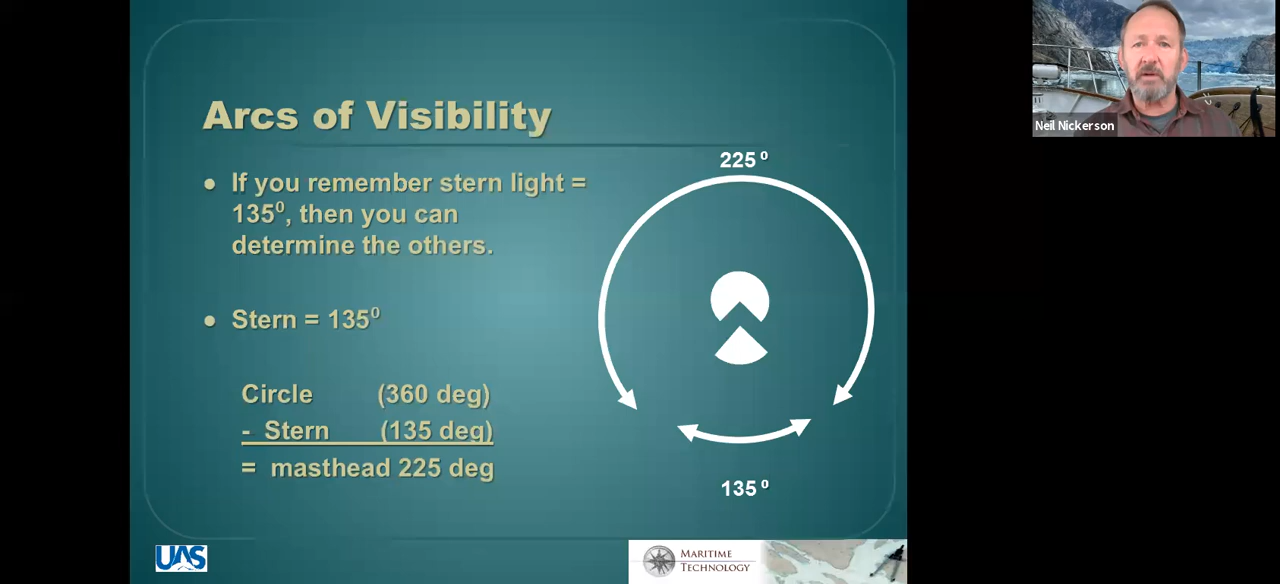 Arcs of Visibility
• If you remember stern light =
135⁰, then you can
determine the others.
• Stern = 135⁰
Circle (360 deg)
- Stern (135 deg)
= masthead 225 deg
225 ⁰
135 ⁰
UAS
MARITIME
TECHNOLOGY
Neil Nickerson